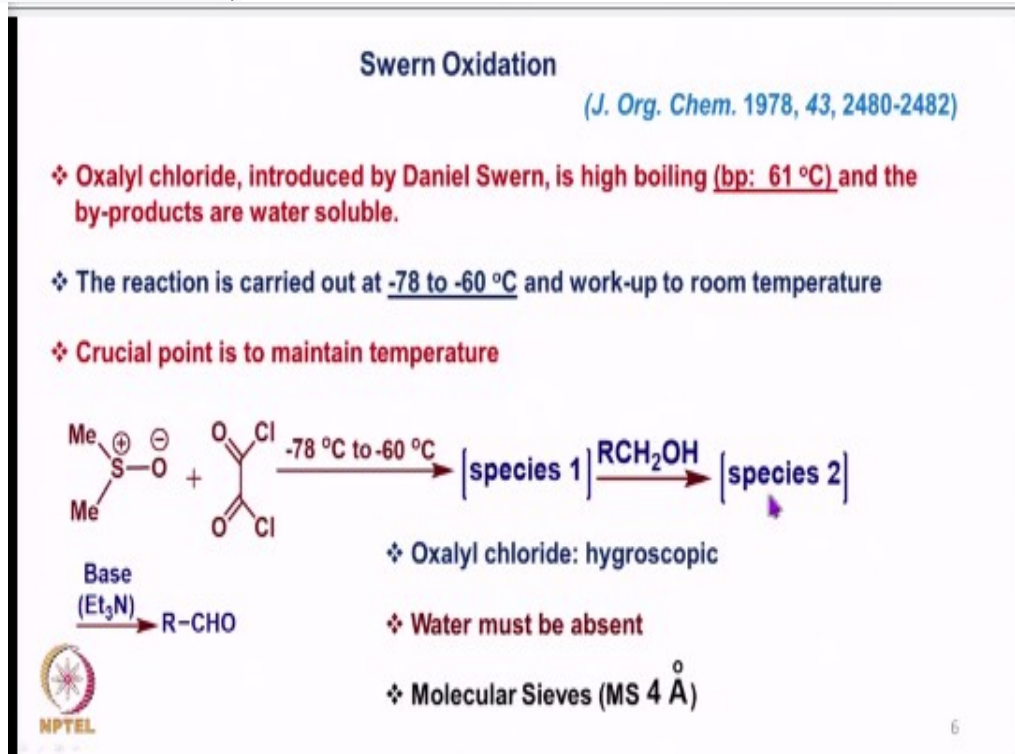 Swern Oxidation
(J. Org. Chem. 1978, 43, 2480-2482)
❖ Oxalyl chloride, introduced by Daniel Swern, is high boiling (bp: 61 °C) and the
by-products are water soluble.
❖ The reaction is carried out at -78 to -60 °C and work-up to room temperature
❖ Crucial point is to maintain temperature
Me ⊕ ⊖ S–O Me + O Cl O Cl -78 °C to -60 °C [species 1] RCH₂OH [species 2]
❖ Oxalyl chloride: hygroscopic
Base
(Et₃N) R–CHO
❖ Water must be absent
❖ Molecular Sieves (MS 4 Å)
NPTEL
6